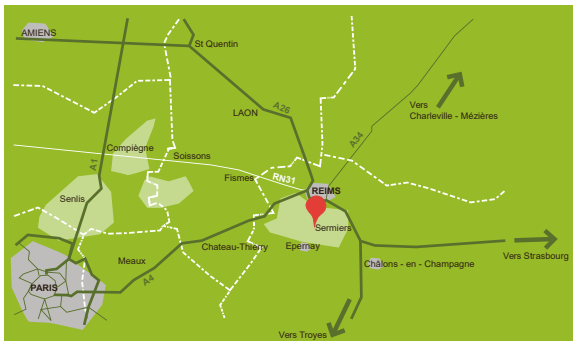 AMIENS
St Quentin
A26
LAON
Vers
Charleville - Mézières
A34
Compiègne
A1
Soissons
Fismes
RN31
REIMS
Senlis
Sermiers
Chateau-Thierry
Epernay
Meaux
Châlons - en - Champagne
Vers Strasbourg
A4
PARIS
Vers Troyes